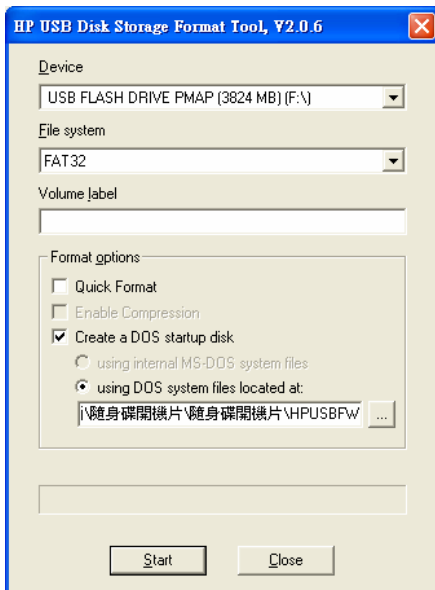 HP USB Disk Storage Format Tool, V2.0.6
Device
USB FLASH DRIVE PMAP (3824 MB) (F:\)
File system
FAT32
Volume label
Format options
Quick Format
Enable Compression
Create a DOS startup disk
using internal MS-DOS system files
using DOS system files located at:
i\隨身碟開機片\隨身碟開機片\HPUSBFW
...
Start
Close